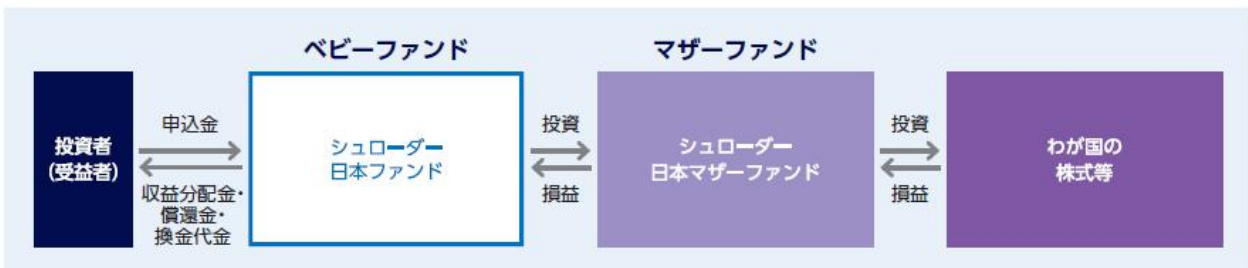 ベビーファンド
マザーファンド
投資者
(受益者)
申込金
収益分配金・
償還金・
換金代金
シュローダー
日本ファンド
投資
損益
シュローダー
日本マザーファンド
投資
損益
わが国の
株式等